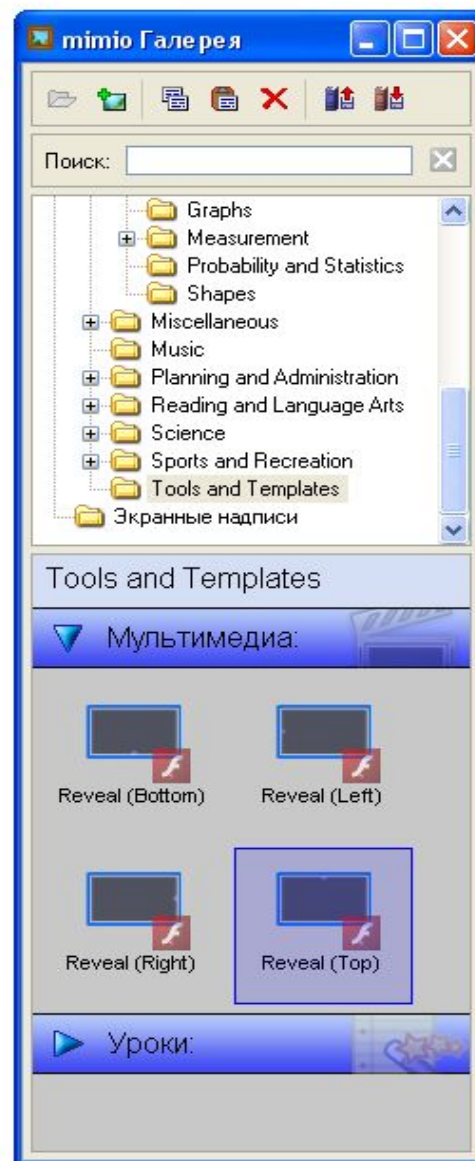 mimio Галерея
Поиск:
Graphs
Measurement
Probability and Statistics
Shapes
Miscellaneous
Music
Planning and Administration
Reading and Language Arts
Science
Sports and Recreation
Tools and Templates
Экранные надписи
Tools and Templates
Мультимедиа:
Reveal (Bottom) Reveal (Left)
Reveal (Right) Reveal (Top)
Уроки: